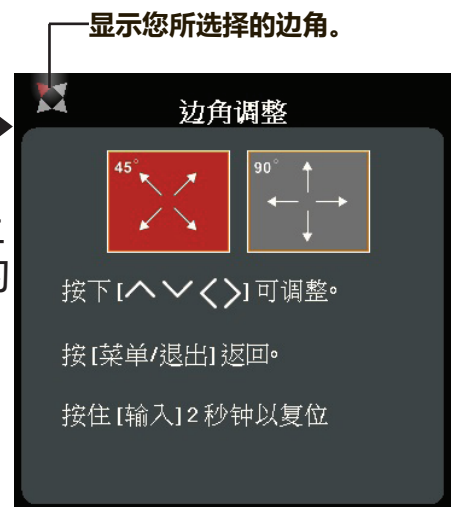 显示您所选择的边角。
边角调整
45° 90°
按下 [∧∨<>] 可调整。
按 [菜单/退出] 返回。
按住 [输入] 2 秒钟以复位